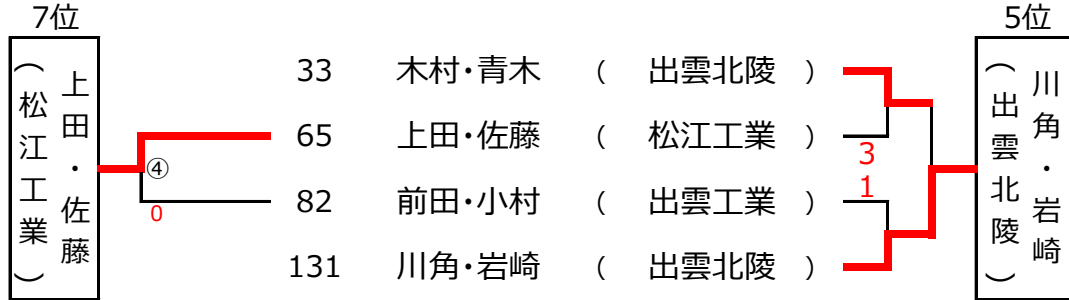 7位
上田・佐藤
(松江工業)
④
0
33 木村・青木 ( 出雲北陵 )
65 上田・佐藤 ( 松江工業 )
82 前田・小村 ( 出雲工業 )
131 川角・岩崎 ( 出雲北陵 )
3
1
5位
川角・岩崎
(出雲北陵)